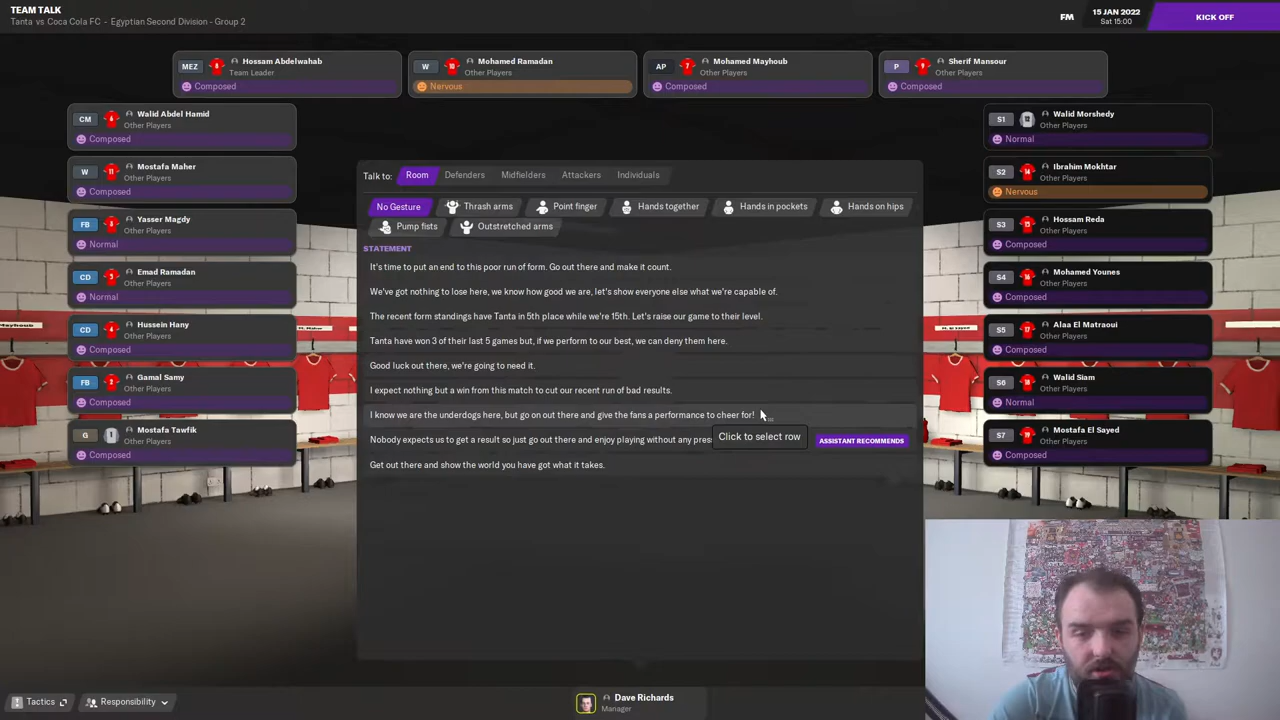 TEAM TALK
Tanta vs Coca Cola FC - Egyptian Second Division - Group 2
FM
15 JAN 2022
Sat 15:00
KICK OFF
MEZ 8 Hossam Abdelwahab
Team Leader
Composed
W 10 Mohamed Ramadan
Other Players
Nervous
AP 7 Mohamed Mayhoub
Other Players
Composed
P 9 Sherif Mansour
Other Players
Composed
CM Walid Abdel Hamid
Other Players
Composed
W 11 Mostafa Maher
Other Players
Composed
FB Yasser Magdy
Other Players
Normal
CD Emad Ramadan
Other Players
Normal
CD Hussein Hany
Other Players
Composed
FB 2 Gamal Samy
Other Players
Composed
G 1 Mostafa Tawfik
Other Players
Composed
Talk to: Room Defenders Midfielders Attackers Individuals
No Gesture Thrash arms Point finger Hands together Hands in pockets Hands on hips
Pump fists Outstretched arms
STATEMENT
It's time to put an end to this poor run of form. Go out there and make it count.
We've got nothing to lose here, we know how good we are, let's show everyone else what we're capable of.
The recent form standings have Tanta in 5th place while we're 15th. Let's raise our game to their level.
Tanta have won 3 of their last 5 games but, if we perform to our best, we can deny them here.
Good luck out there, we're going to need it.
I expect nothing but a win from this match to cut our recent run of bad results.
I know we are the underdogs here, but go on out there and give the fans a performance to cheer for!
Nobody expects us to get a result so just go out there and enjoy playing without any press
Click to select row
ASSISTANT RECOMMENDS
Get out there and show the world you have got what it takes.
S1 Walid Morshedy
Other Players
Normal
S2 14 Ibrahim Mokhtar
Other Players
Nervous
S3 15 Hossam Reda
Other Players
Composed
S4 16 Mohamed Younes
Other Players
Composed
S5 17 Alaa El Matraoui
Other Players
Composed
S6 18 Walid Siam
Other Players
Normal
S7 19 Mostafa El Sayed
Other Players
Composed
Tactics
Responsibility
Dave Richards
Manager